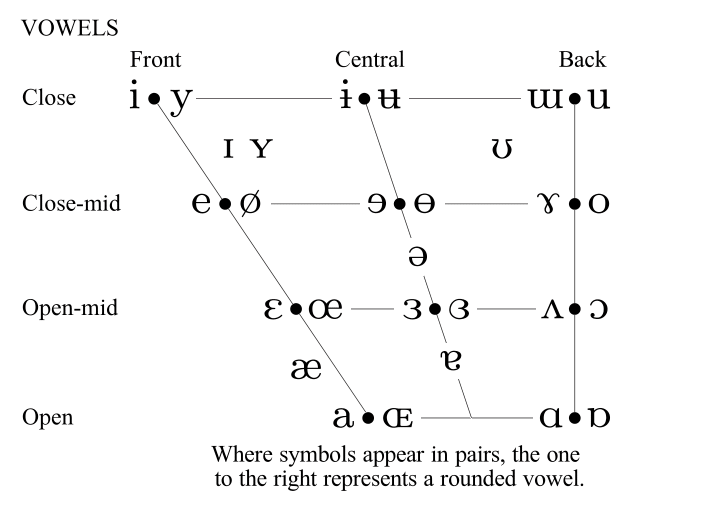 VOWELS
Front Central Back
Close i y ɨ ʉ ɯ u
ɪ ʏ ʊ
Close-mid e ø ɘ ɵ ɤ o
ə
Open-mid ɛ œ ɜ ɞ ʌ ɔ
æ ɐ
Open a ɶ ɑ ɒ
Where symbols appear in pairs, the one
to the right represents a rounded vowel.